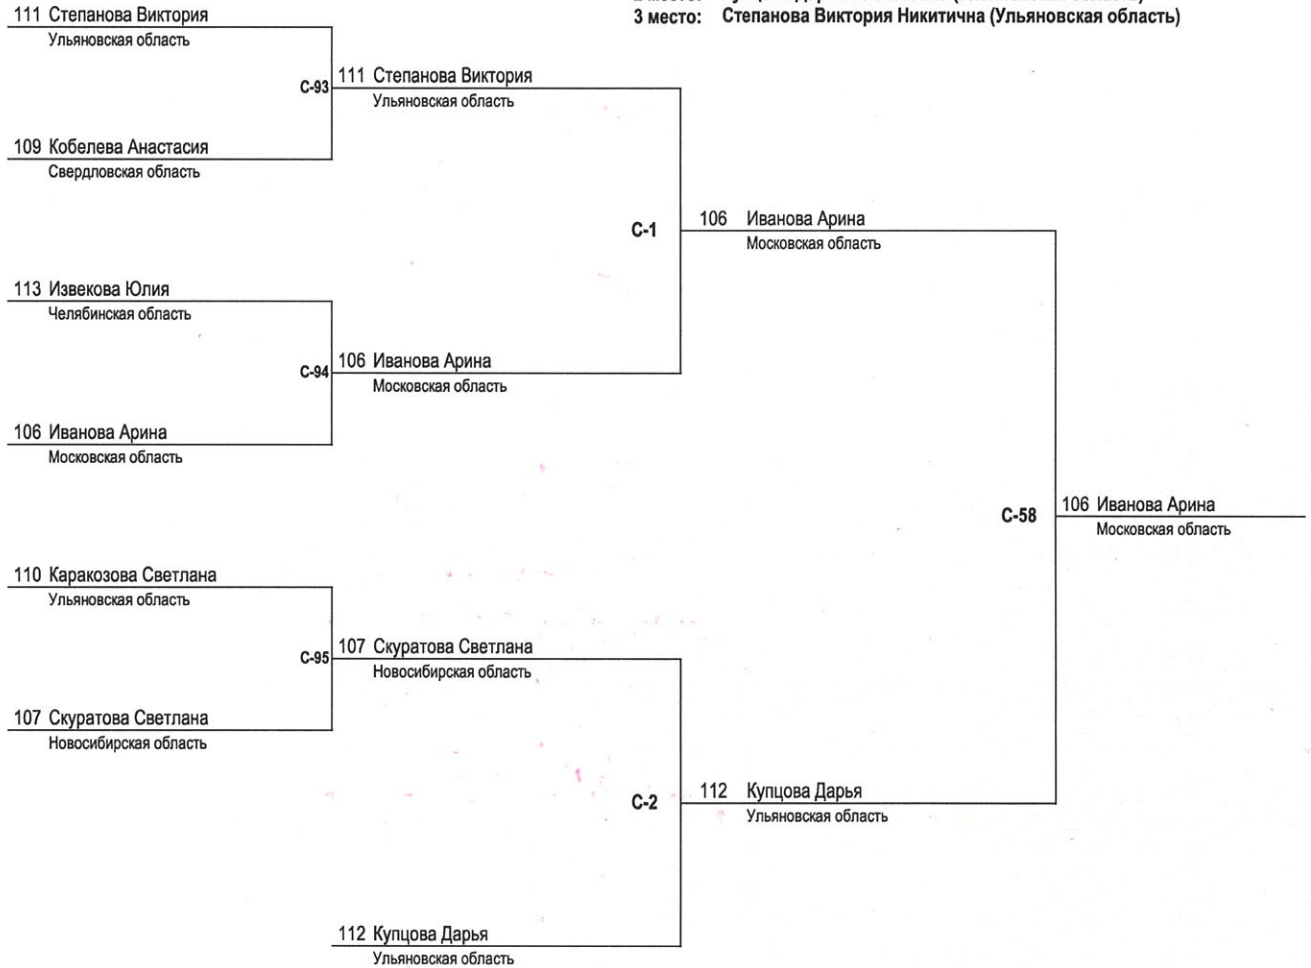 3 место: Степанова Виктория Никитична (Ульяновская область)
111 Степанова Виктория
Ульяновская область
С-93
111 Степанова Виктория
Ульяновская область
109 Кобелева Анастасия
Свердловская область
С-1
106 Иванова Арина
Московская область
113 Извекова Юлия
Челябинская область
С-94
106 Иванова Арина
Московская область
106 Иванова Арина
Московская область
С-58
106 Иванова Арина
Московская область
110 Каракозова Светлана
Ульяновская область
С-95
107 Скуратова Светлана
Новосибирская область
107 Скуратова Светлана
Новосибирская область
С-2
112 Купцова Дарья
Ульяновская область
112 Купцова Дарья
Ульяновская область